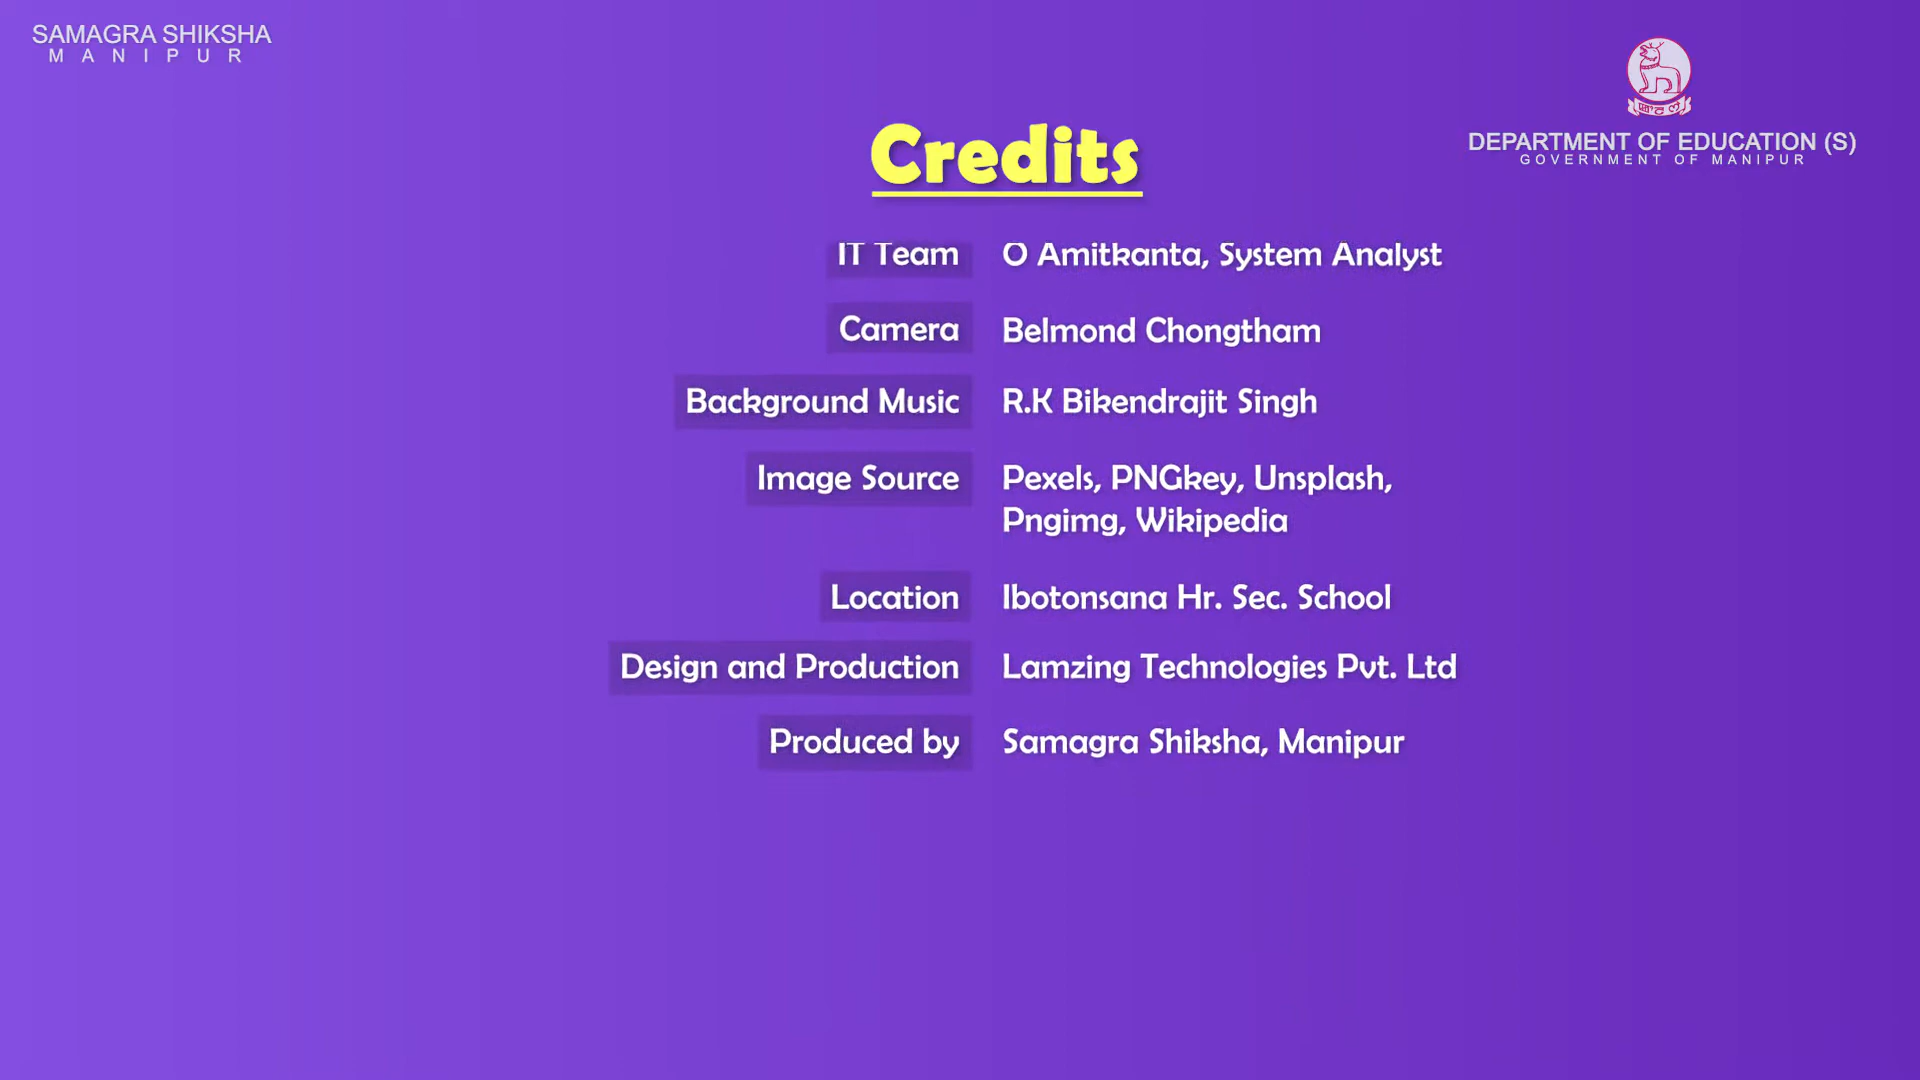 SAMAGRA SHIKSHA
MANIPUR
DEPARTMENT OF EDUCATION (S)
GOVERNMENT OF MANIPUR
Credits
IT Team O Amitkanta, System Analyst
Camera Belmond Chongtham
Background Music R.K Bikendrajit Singh
Image Source Pexels, PNGkey, Unsplash,
Pngimg, Wikipedia
Location Ibotonsana Hr. Sec. School
Design and Production Lamzing Technologies Pvt. Ltd
Produced by Samagra Shiksha, Manipur